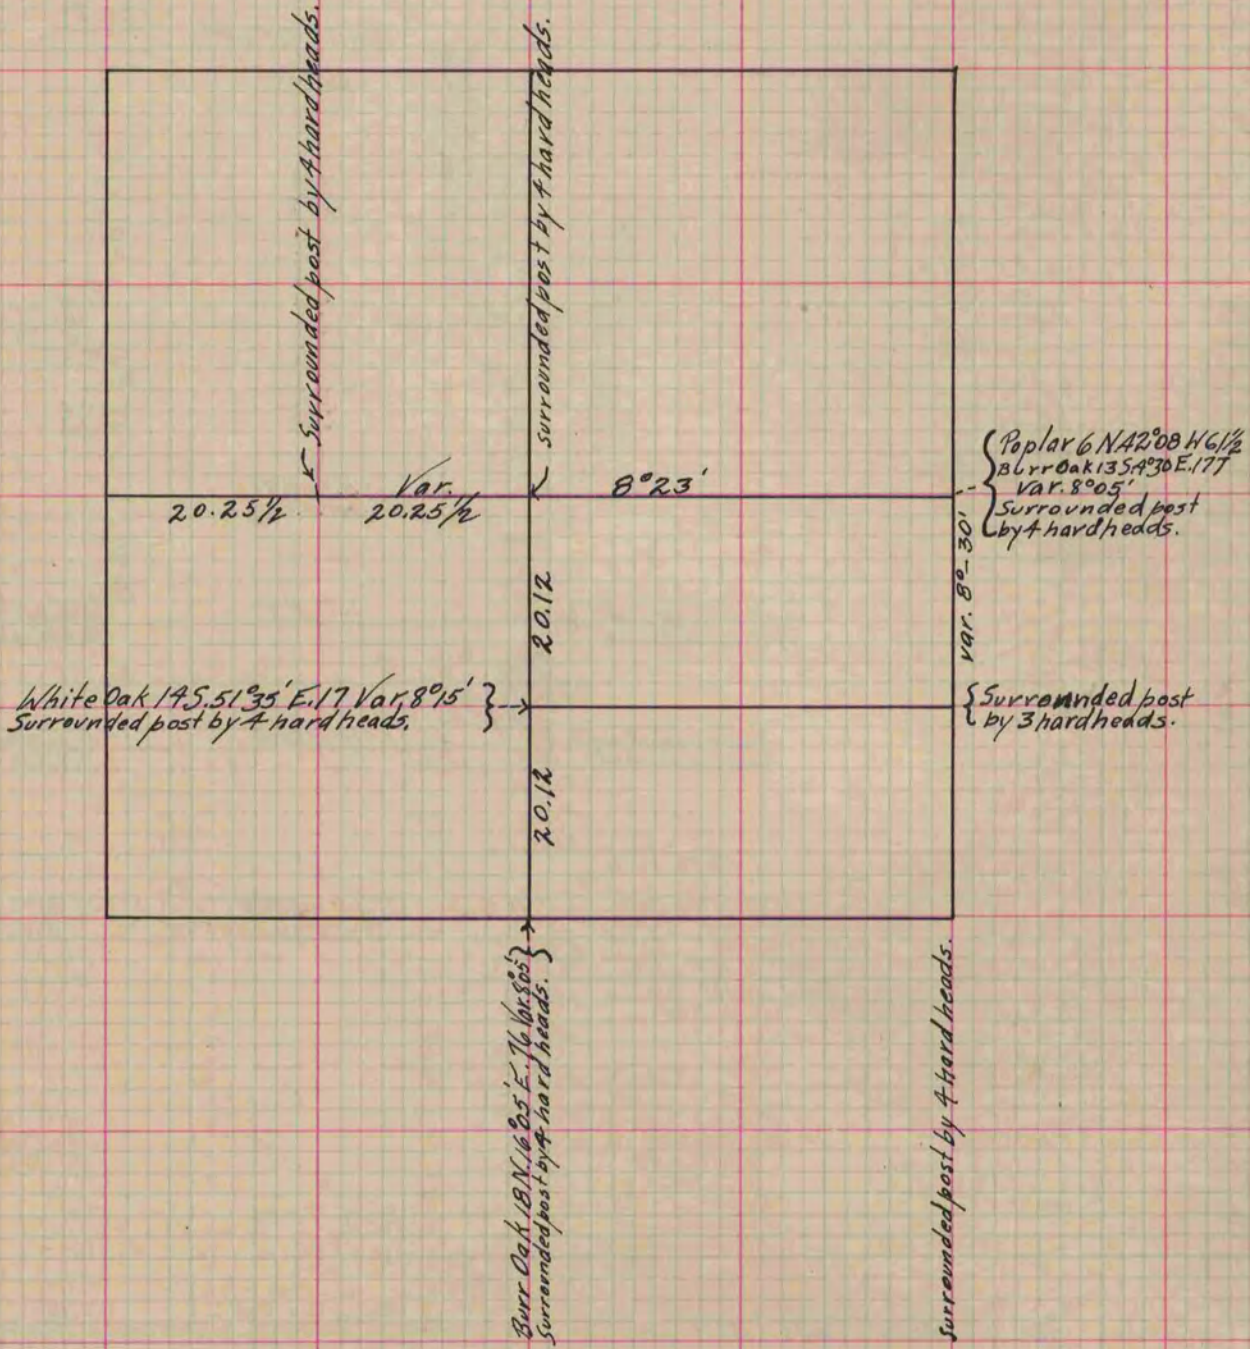 Surrounded post by 4 hard heads.
Surrounded post by 4 hard heads.
Var.
8°23'
20.25½
20.25½
Poplar 6 N42°08 W 61½
Burr Oak 13 S4°30 E. 177
Var. 8°05'
Surrounded post
by 4 hard heads.
var. 8°-30'
20.12
White Oak 14 S. 51°35' E. 17 Var. 8°15'
Surrounded post by 4 hard heads.
Surrounded post
by 3 hard heads.
20.12
Burr Oak 18 N. 16°05' E. 76 Var. 8°05'
Surrounded post by 4 hard heads.
Surrounded post by 4 hard heads.